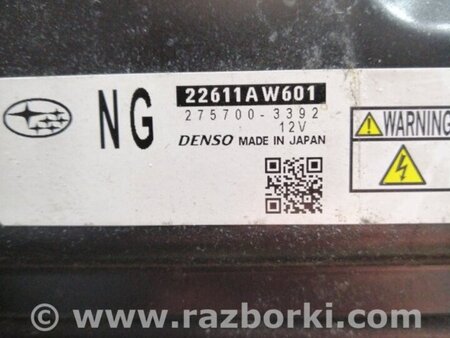 NG
22611AW601
275700-3392
12V
DENSO MADE IN JAPAN
WARNING
© www.razborki.com